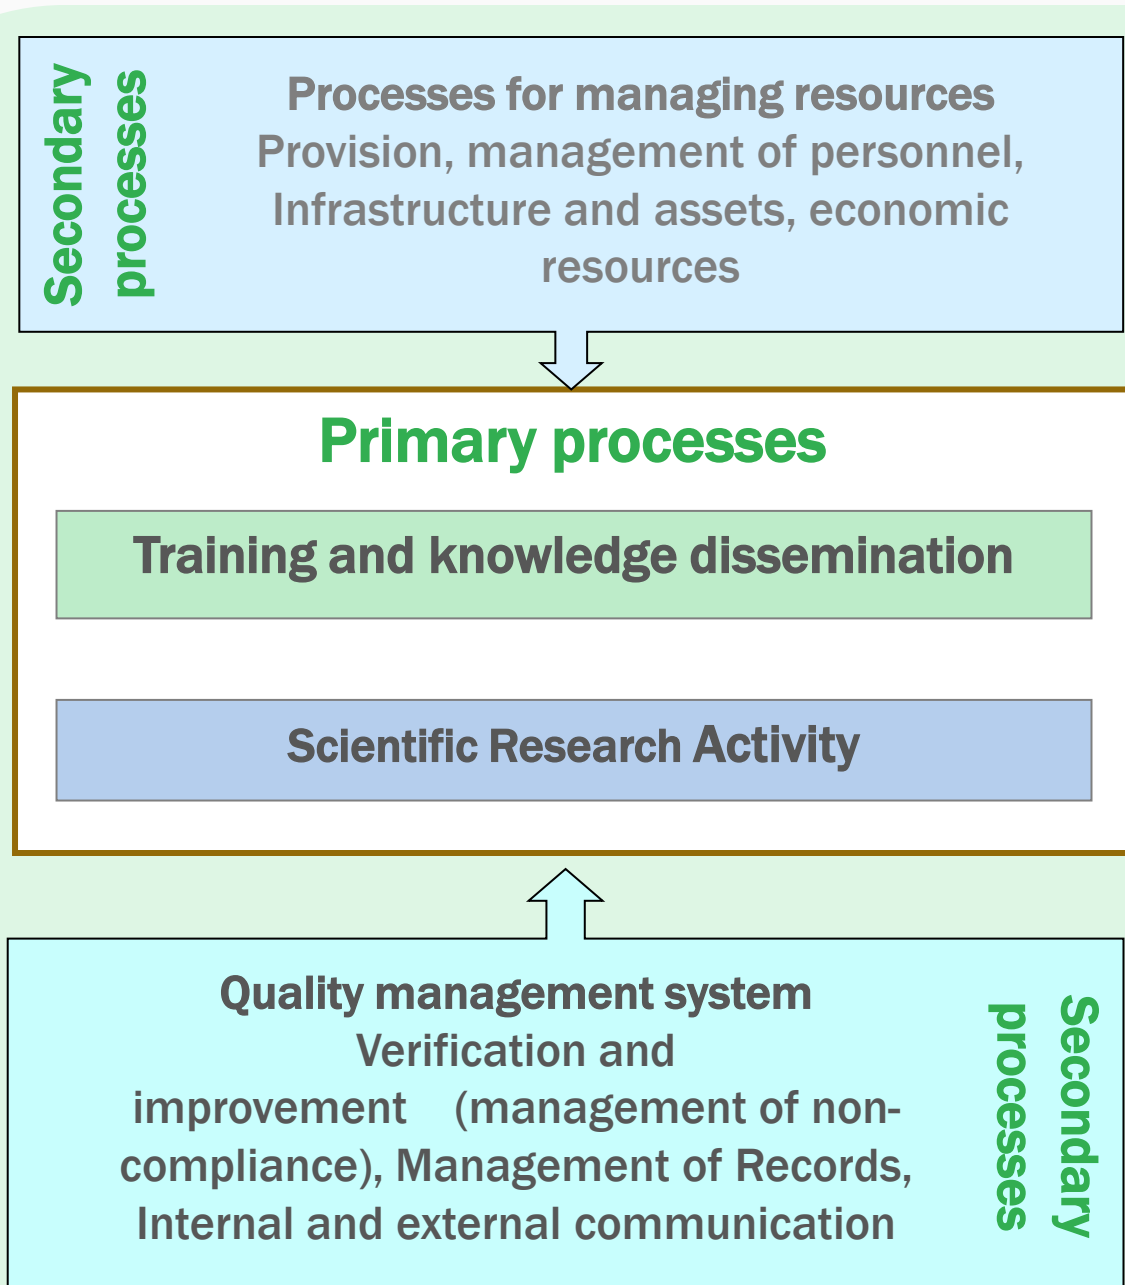 Secondary
processes
Processes for managing resources
Provision, management of personnel,
Infrastructure and assets, economic
resources
Primary processes
Training and knowledge dissemination
Scientific Research Activity
Quality management system
Verification and
improvement (management of non-
compliance), Management of Records,
Internal and external communication
Secondary
processes